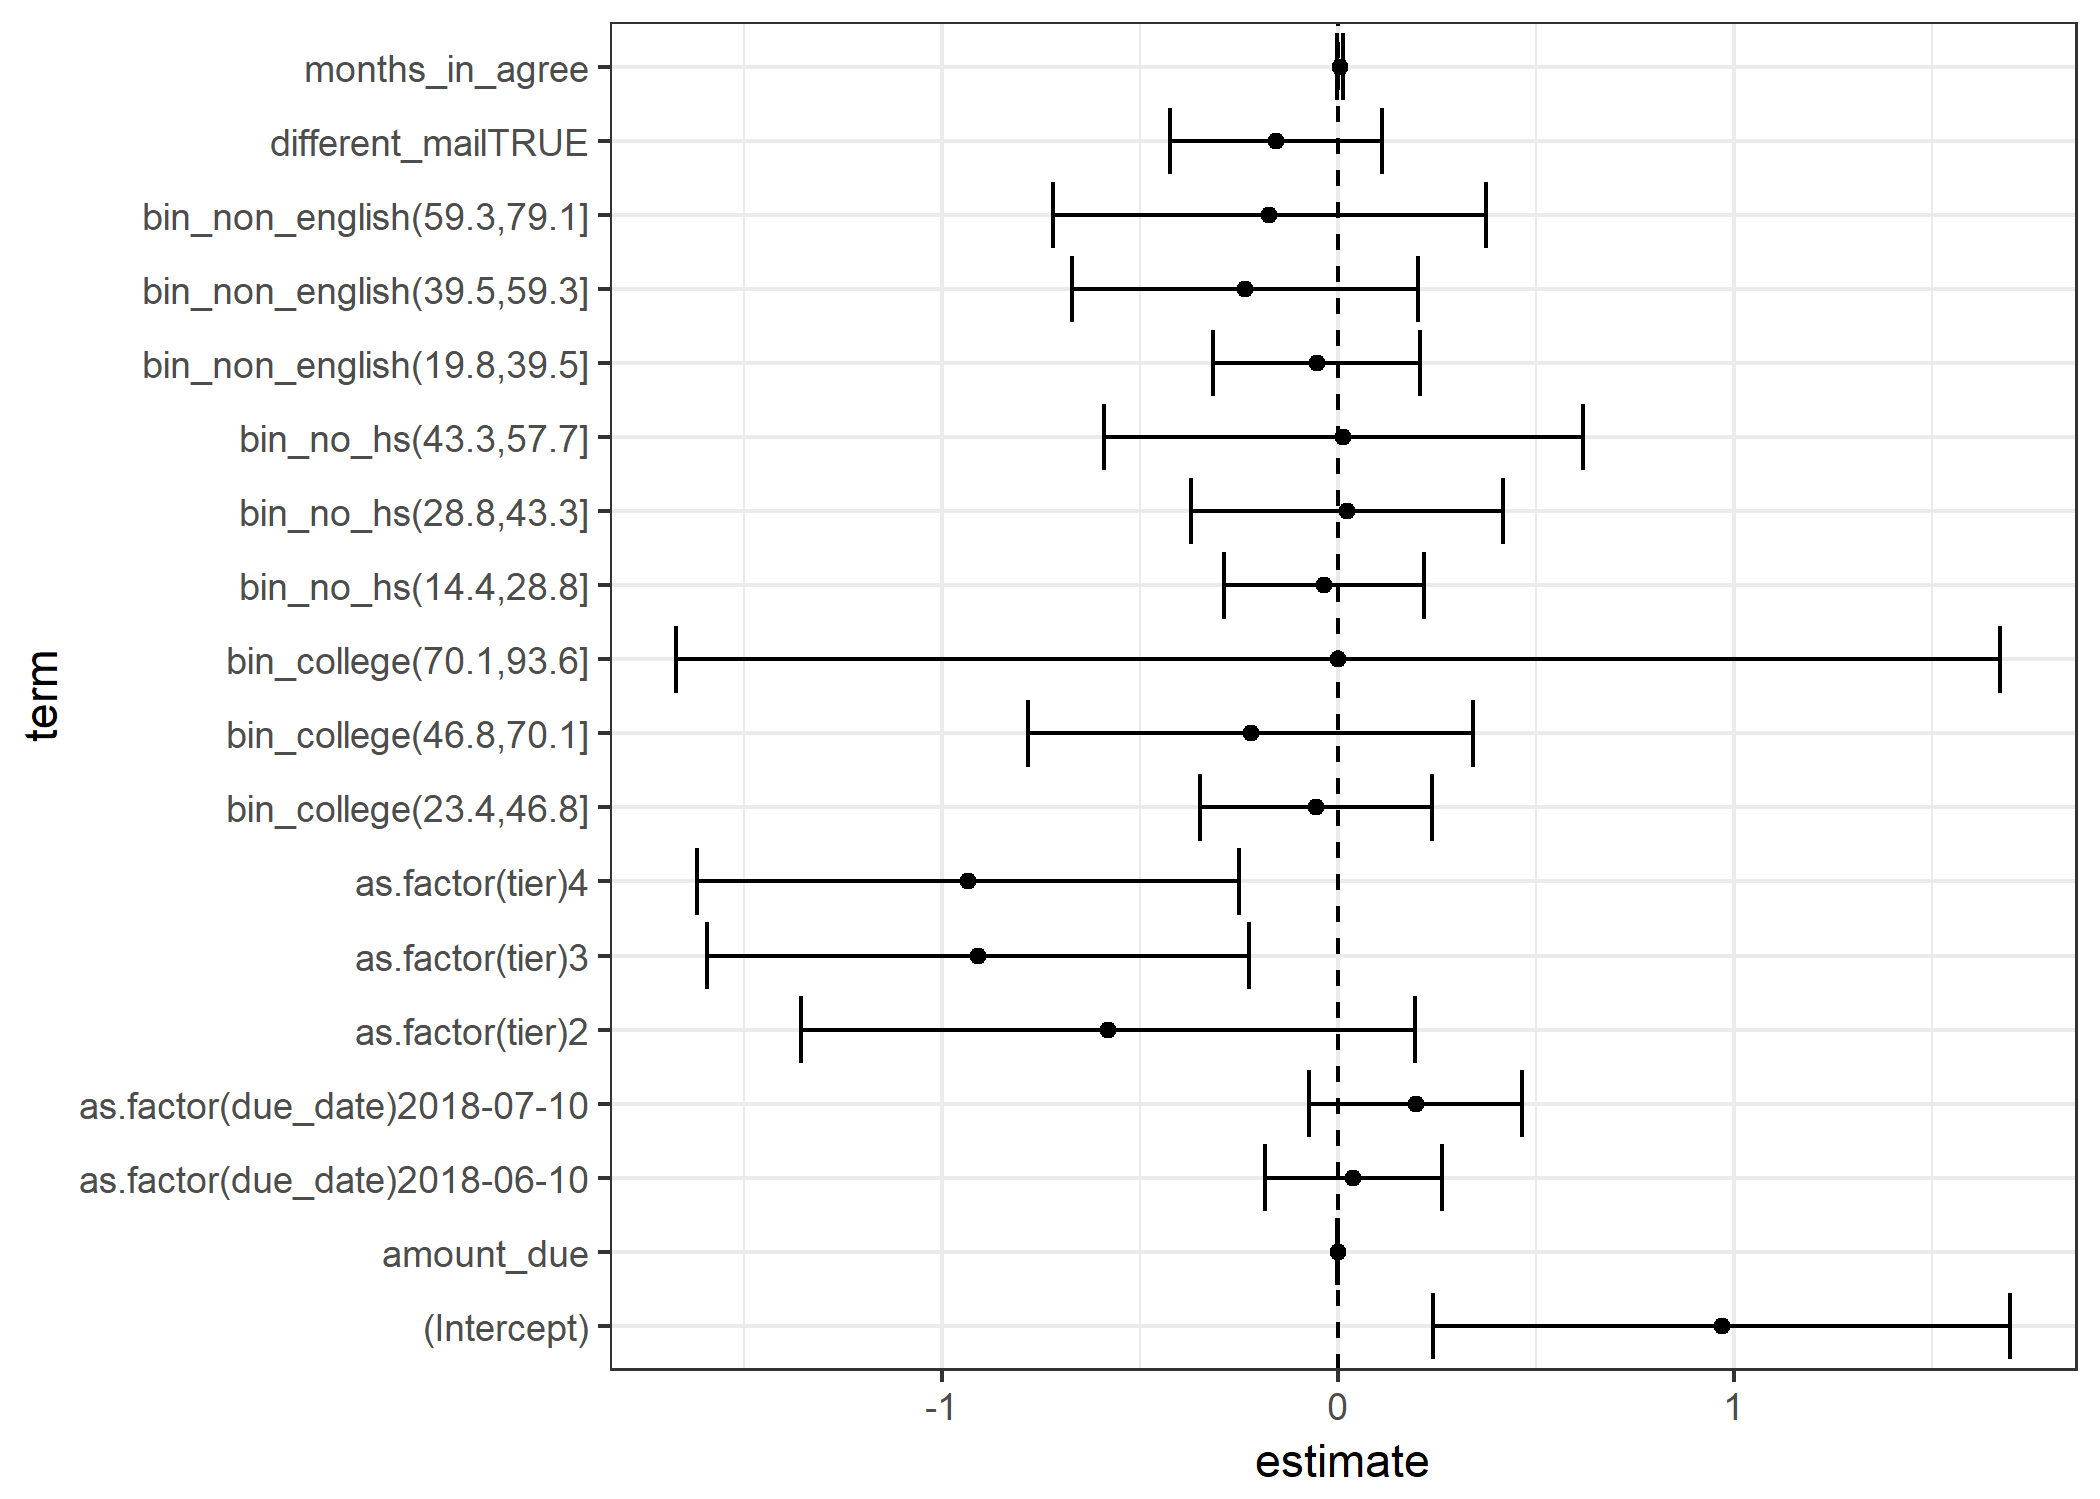 months_in_agree
different_mailTRUE
bin_non_english(59.3,79.1]
bin_non_english(39.5,59.3]
bin_non_english(19.8,39.5]
bin_no_hs(43.3,57.7]
bin_no_hs(28.8,43.3]
bin_no_hs(14.4,28.8]
bin_college(70.1,93.6]
bin_college(46.8,70.1]
bin_college(23.4,46.8]
as.factor(tier)4
as.factor(tier)3
as.factor(tier)2
as.factor(due_date)2018-07-10
as.factor(due_date)2018-06-10
amount_due
(Intercept)
term
-1 0 1
estimate